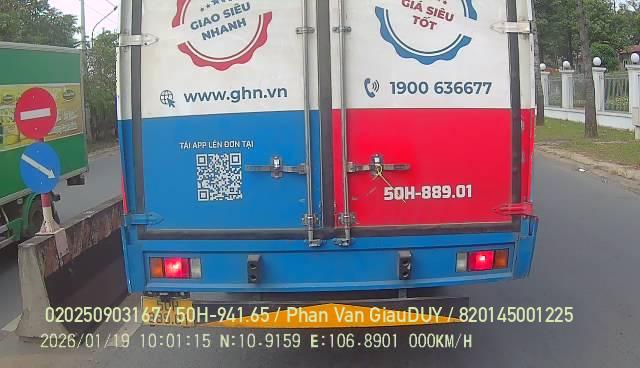 GIAO SIÊU
NHANH
GIÁ SIÊU
TỐT
www.ghn.vn
1900 636677
TẢI APP LÊN ĐƠN TẠI
50H-889.01
020250903167 / 50H-941.65 / Phan Van GiauDUY / 820145001225
2026/01/19 10:01:15 N:10.9159 E:106.8901 000KM/H